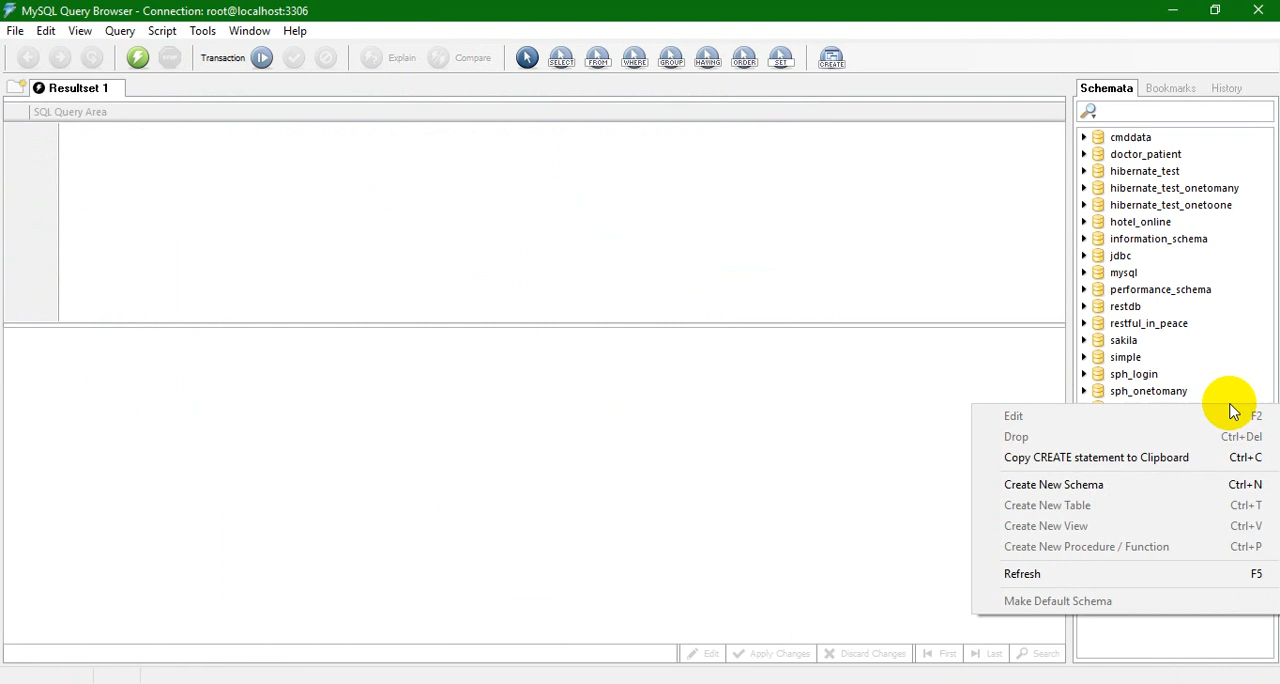 MySQL Query Browser - Connection: root@localhost:3306
File Edit View Query Script Tools Window Help
STOP Transaction Explain Compare SELECT FROM WHERE GROUP HAVING ORDER SET CREATE
Resultset 1
SQL Query Area
Schemata Bookmarks History
cmddata
doctor_patient
hibernate_test
hibernate_test_onetomany
hibernate_test_onetoone
hotel_online
information_schema
jdbc
mysql
performance_schema
restdb
restful_in_peace
sakila
simple
sph_login
sph_onetomany
Edit F2
Drop Ctrl+Del
Copy CREATE statement to Clipboard Ctrl+C
Create New Schema Ctrl+N
Create New Table Ctrl+T
Create New View Ctrl+V
Create New Procedure / Function Ctrl+P
Refresh F5
Make Default Schema
Edit Apply Changes Discard Changes First Last Search